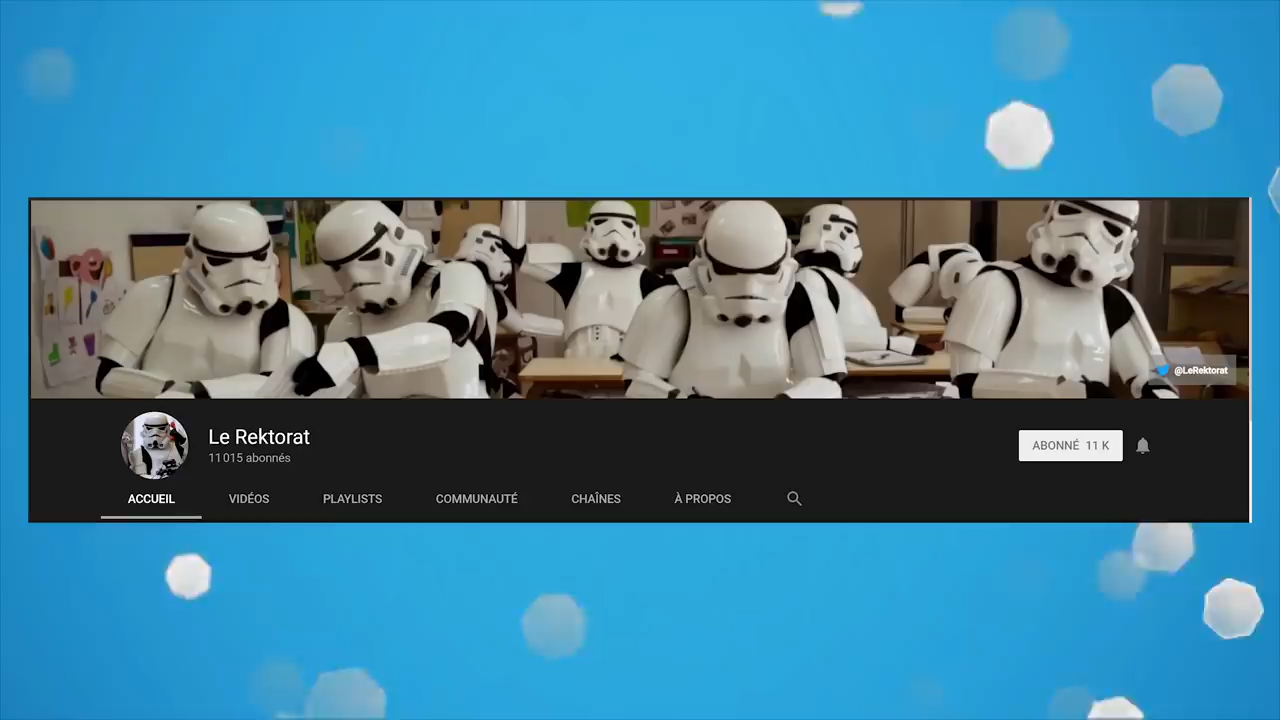 @LeRektorat
Le Rektorat
11 015 abonnés
ABONNÉ 11 K
ACCUEIL VIDÉOS PLAYLISTS COMMUNAUTÉ CHAÎNES À PROPOS